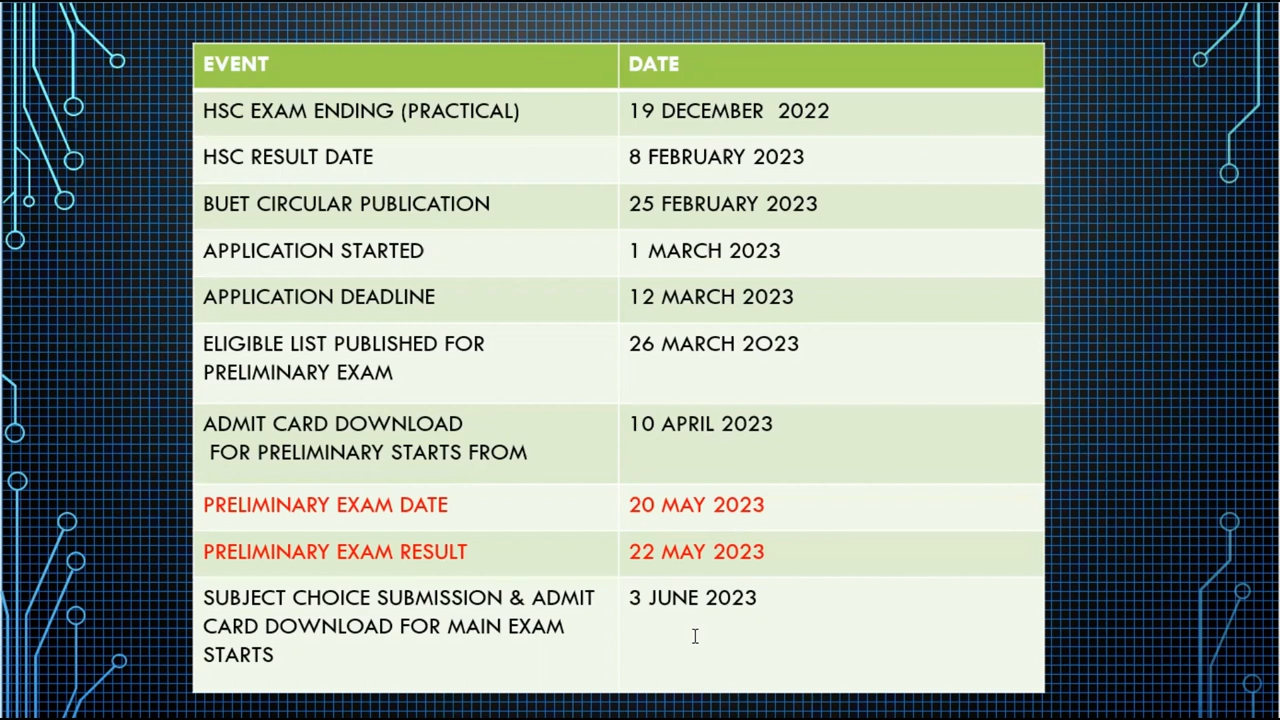 EVENT DATE
HSC EXAM ENDING (PRACTICAL) 19 DECEMBER 2022
HSC RESULT DATE 8 FEBRUARY 2023
BUET CIRCULAR PUBLICATION 25 FEBRUARY 2023
APPLICATION STARTED 1 MARCH 2023
APPLICATION DEADLINE 12 MARCH 2023
ELIGIBLE LIST PUBLISHED FOR 26 MARCH 2O23
PRELIMINARY EXAM
ADMIT CARD DOWNLOAD 10 APRIL 2023
FOR PRELIMINARY STARTS FROM
PRELIMINARY EXAM DATE 20 MAY 2023
PRELIMINARY EXAM RESULT 22 MAY 2023
SUBJECT CHOICE SUBMISSION & ADMIT 3 JUNE 2023
CARD DOWNLOAD FOR MAIN EXAM
STARTS